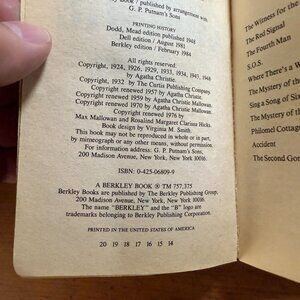 A Berkley Book / published by arrangement with
G. P. Putnam's Sons
PRINTING HISTORY
Dodd, Mead edition published 1948
Dell edition / August 1981
Berkley edition / February 1984
All rights reserved.
Copyright, 1924, 1926, 1929, 1933, 1934, 1943, 1948
by Agatha Christie.
Copyright, 1932 by The Curtis Publishing Company.
Copyright renewed 1957 by Agatha Christie.
Copyright renewed 1959 by Agatha Christie Mallowan.
Copyright renewed 1970 by Agatha Christie Mallowan.
Copyright renewed 1976 by
Max Mallowan and Rosalind Margaret Clarissa Hicks.
Book design by Virginia M. Smith.
This book may not be reproduced in whole or in part,
by mimeograph or any other means, without permission.
For information address: G. P. Putnam's Sons,
200 Madison Avenue, New York, New York 10016.
ISBN: 0-425-06809-9
A BERKLEY BOOK ® TM 757,375
Berkley Books are published by The Berkley Publishing Group,
200 Madison Avenue, New York, New York 10016.
The name "BERKLEY" and the "B" logo are
trademarks belonging to Berkley Publishing Corporation.
PRINTED IN THE UNITED STATES OF AMERICA
20 19 18 17 16 15 14
The Witness for the
The Red Signal
The Fourth Man
S.O.S.
Where There's a W
The Mystery of the
Sing a Song of Six
The Mystery of the
Philomel Cottage
Accident
The Second Gon